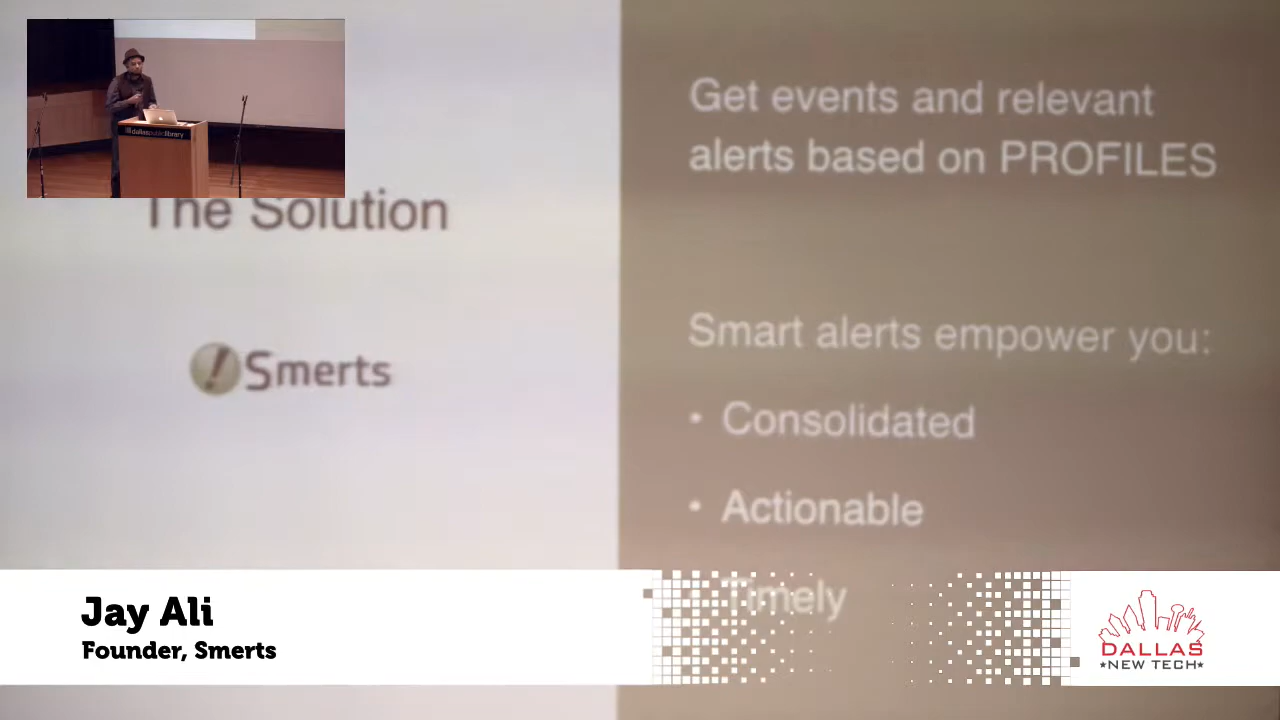 dallaspubliclibrary
The Solution
Smerts
Get events and relevant
alerts based on PROFILES
Smart alerts empower you:
• Consolidated
• Actionable
Timely
Jay Ali
Founder, Smerts
DALLAS
NEW TECH